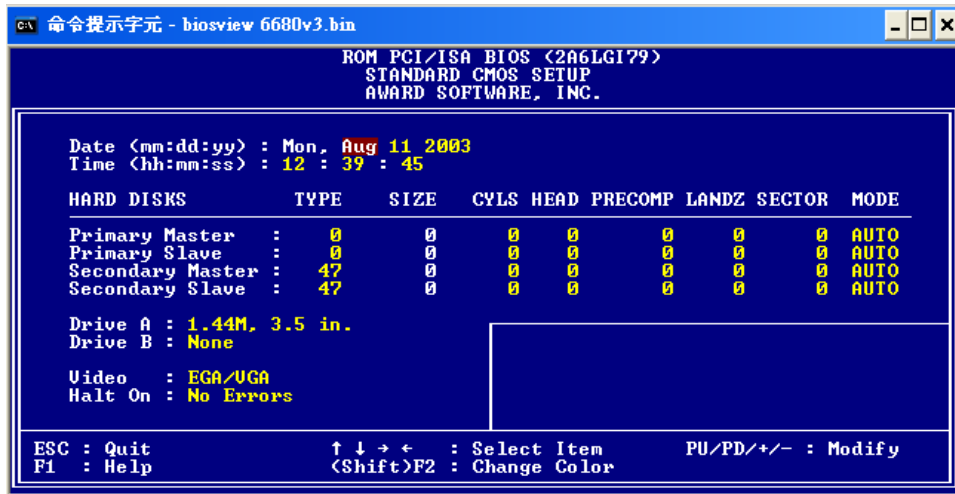 命令提示字元 - biosview 6680v3.bin
ROM PCI/ISA BIOS (2A6LGI79)
STANDARD CMOS SETUP
AWARD SOFTWARE, INC.
Date (mm:dd:yy) : Mon, Aug 11 2003
Time (hh:mm:ss) : 12 : 39 : 45
HARD DISKS TYPE SIZE CYLS HEAD PRECOMP LANDZ SECTOR MODE
Primary Master : 0 0 0 0 0 0 0 AUTO
Primary Slave : 0 0 0 0 0 0 0 AUTO
Secondary Master : 47 0 0 0 0 0 0 AUTO
Secondary Slave : 47 0 0 0 0 0 0 AUTO
Drive A : 1.44M, 3.5 in.
Drive B : None
Video : EGA/VGA
Halt On : No Errors
ESC : Quit ↑ ↓ → ← : Select Item PU/PD/+/- : Modify
F1 : Help (Shift)F2 : Change Color